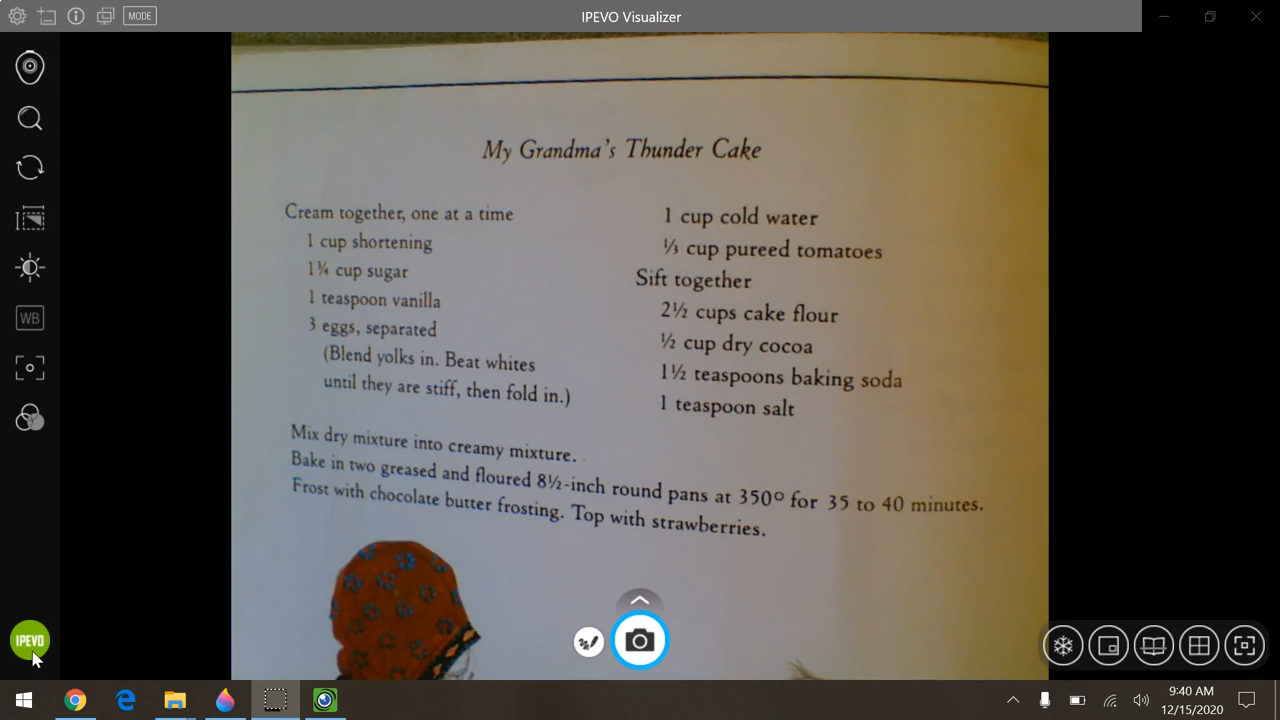 MODE
IPEVO Visualizer
WB
My Grandma's Thunder Cake
Cream together, one at a time
1 cup shortening
1¾ cup sugar
1 teaspoon vanilla
3 eggs, separated
(Blend yolks in. Beat whites
until they are stiff, then fold in.)
1 cup cold water
⅓ cup pureed tomatoes
Sift together
2½ cups cake flour
½ cup dry cocoa
1½ teaspoons baking soda
1 teaspoon salt
Mix dry mixture into creamy mixture.
Bake in two greased and floured 8½-inch round pans at 350° for 35 to 40 minutes.
Frost with chocolate butter frosting. Top with strawberries.
IPEVO
9:40 AM
12/15/2020